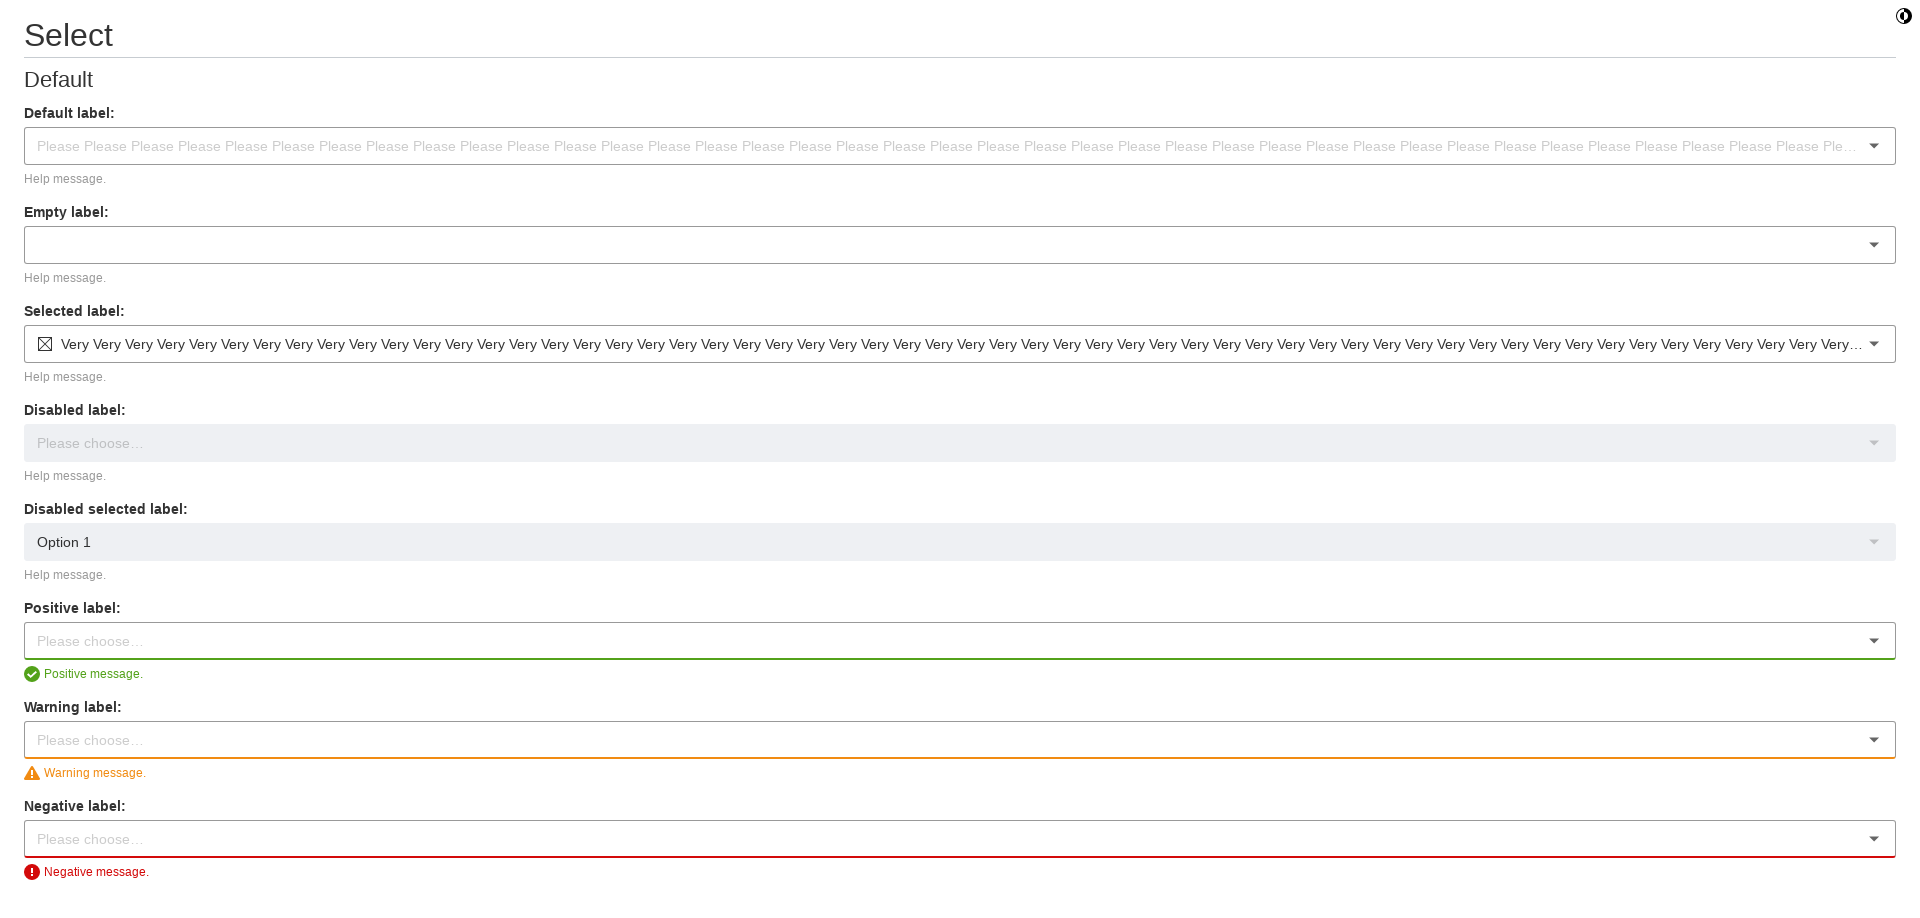 Select
Default
Default label:
Please Please Please Please Please Please Please Please Please Please Please Please Please Please Please Please Please Please Please Please Please Please Please Please Please Please Please Please Please Please Please Please Please Please Please Please Please Please Ple…
Help message.
Empty label:
Help message.
Selected label:
Very Very Very Very Very Very Very Very Very Very Very Very Very Very Very Very Very Very Very Very Very Very Very Very Very Very Very Very Very Very Very Very Very Very Very Very Very Very Very Very Very Very Very Very Very Very Very Very Very Very Very Very Very Very Very Very…
Help message.
Disabled label:
Please choose…
Help message.
Disabled selected label:
Option 1
Help message.
Positive label:
Please choose…
Positive message.
Warning label:
Please choose…
Warning message.
Negative label:
Please choose…
Negative message.